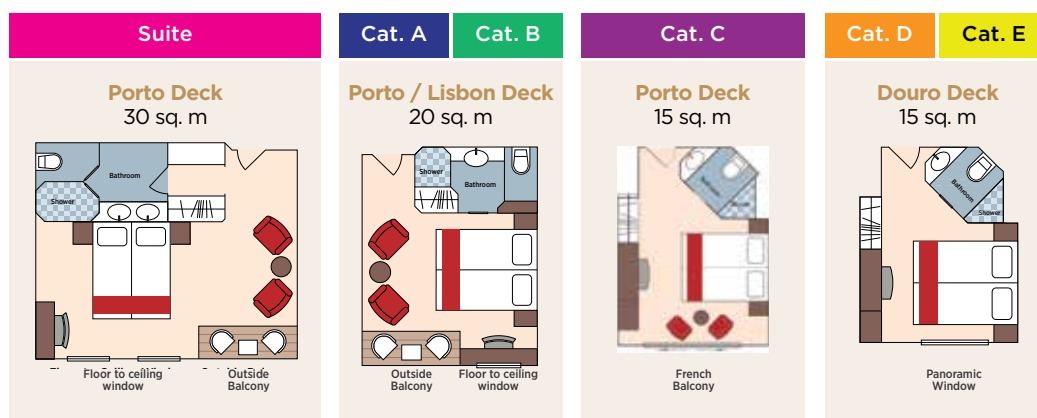 Suite
Porto Deck
30 sq. m
Bathroom
Shower
Floor to ceiling
window
Outside
Balcony
Cat. A
Cat. B
Porto / Lisbon Deck
20 sq. m
Shower
Bathroom
Outside
Balcony
Floor to ceiling
window
Cat. C
Porto Deck
15 sq. m
Bathroom
French
Balcony
Cat. D
Cat. E
Douro Deck
15 sq. m
Bathroom
Shower
Panoramic
Window